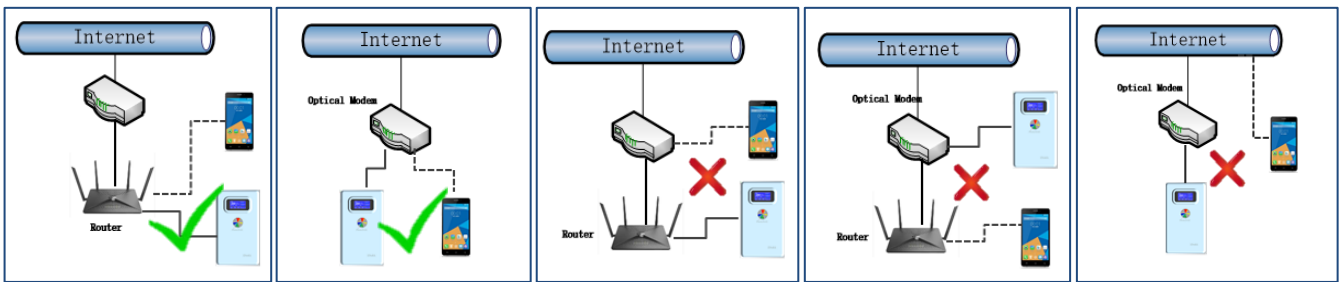 Internet
Router
Internet
Optical Modem
Internet
Router
Internet
Optical Modem
Router
Internet
Optical Modem